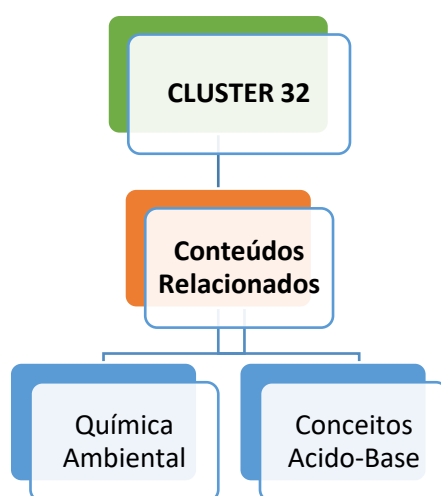 CLUSTER 32
Conteúdos
Relacionados
Química
Ambiental
Conceitos
Acido-Base